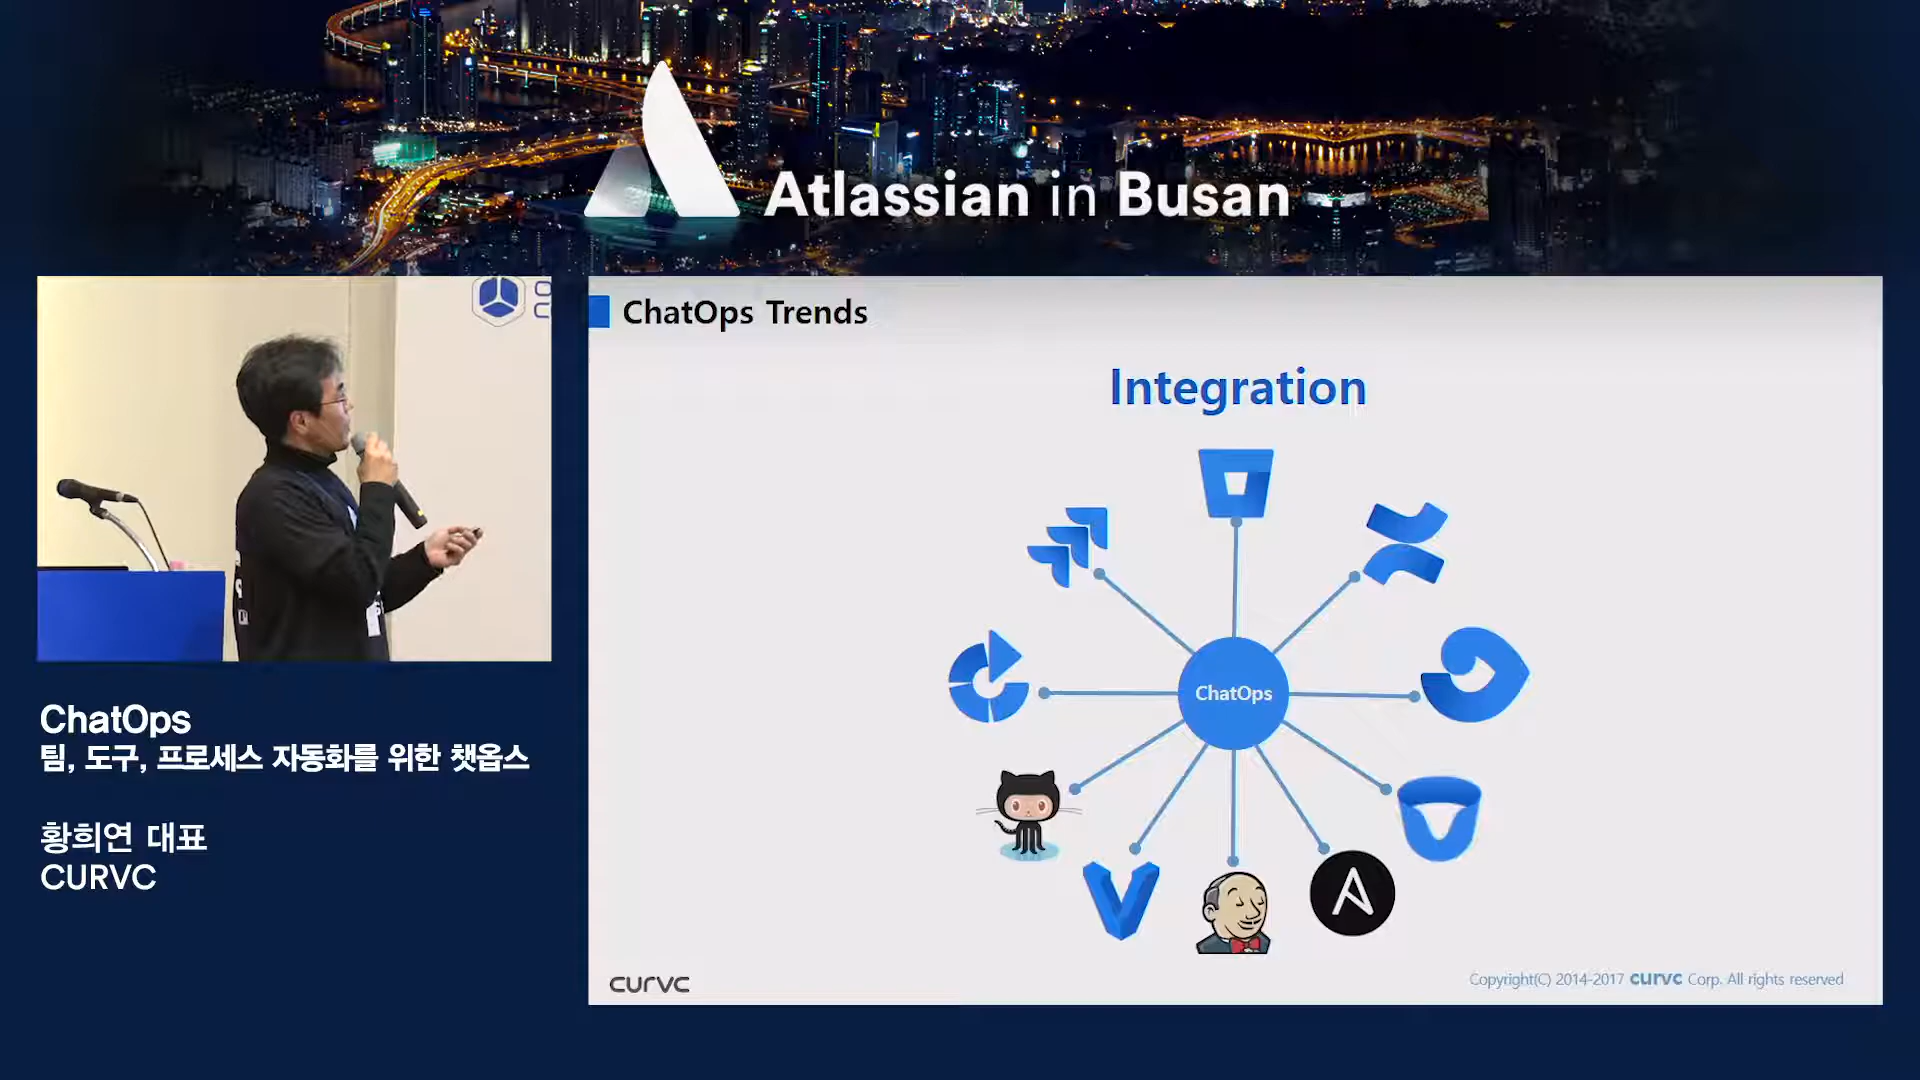 Atlassian in Busan
ChatOps Trends
Integration
ChatOps
ChatOps
팀, 도구, 프로세스 자동화를 위한 챗옵스
황희연 대표
CURVC
curvc
Copyright(C) 2014-2017 curvc Corp. All rights reserved